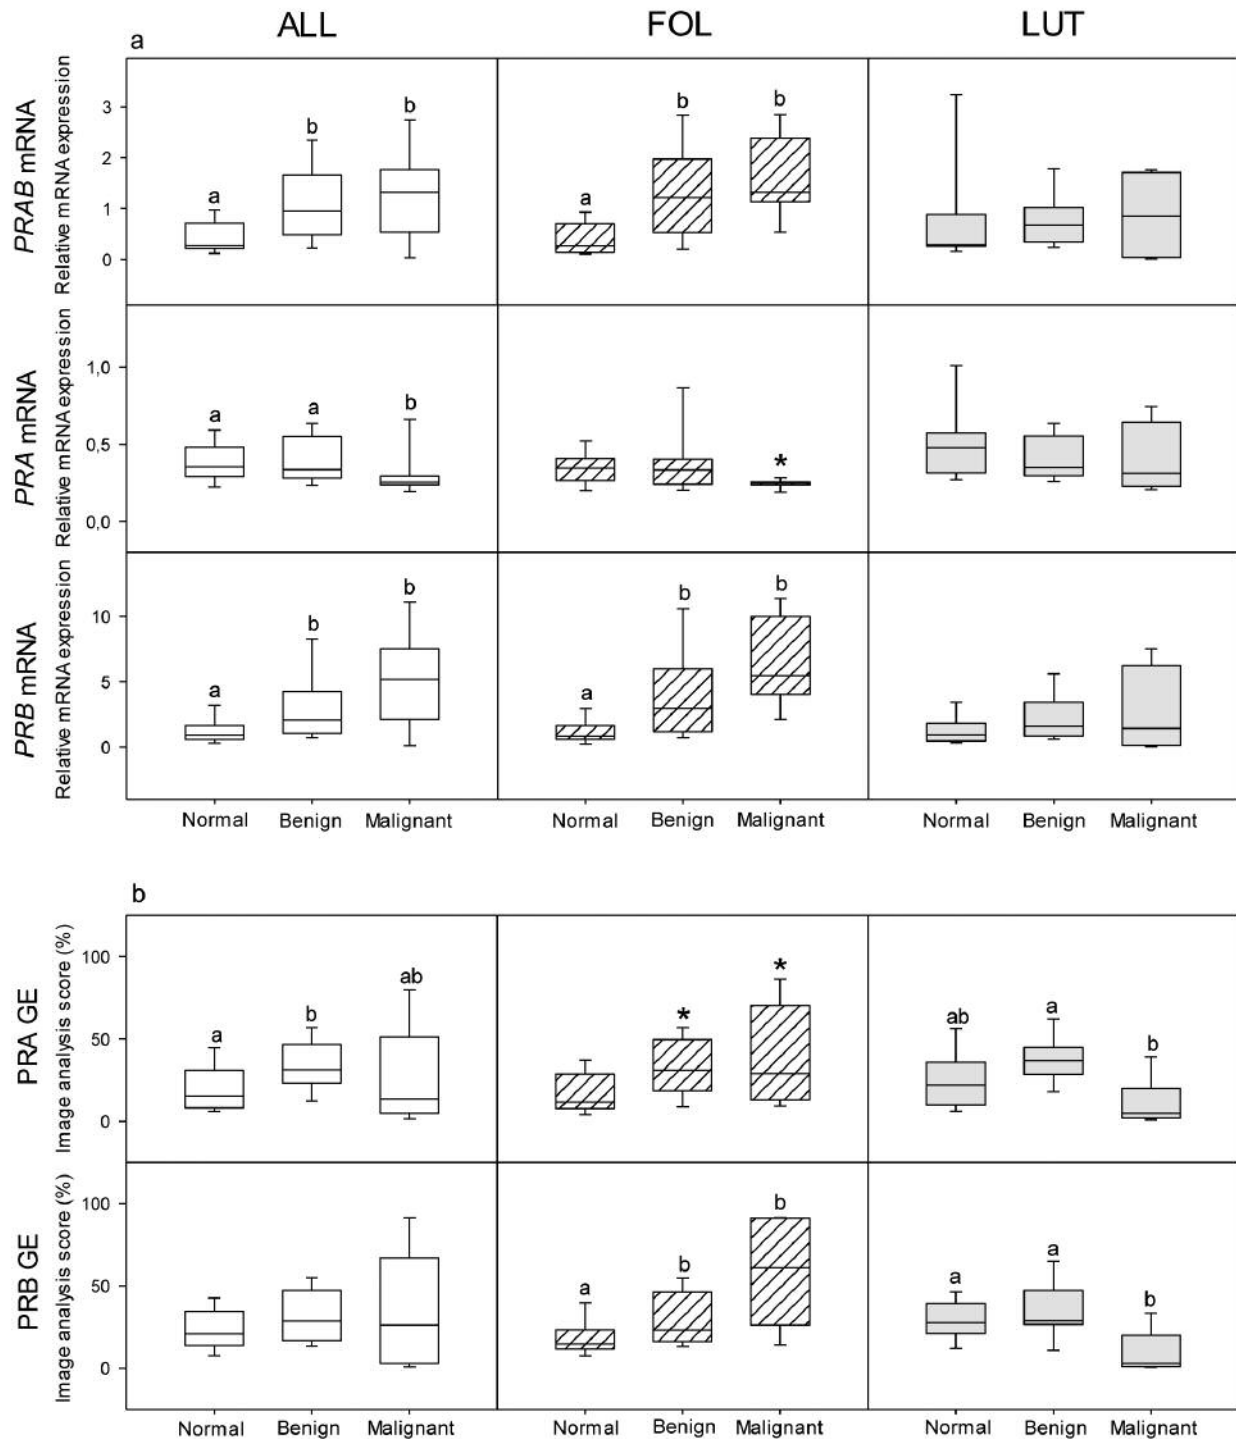 ALL FOL LUT
a
PRAB mRNA
Relative mRNA expression
3
2
1
0
a b b
a b b
PRA mRNA
Relative mRNA expression
1,0
0,5
0,0
a a b
*
PRB mRNA
Relative mRNA expression
10
5
0
a b b
a b b
Normal Benign Malignant Normal Benign Malignant Normal Benign Malignant
b
PRA GE
Image analysis score (%)
100
50
0
a b ab
* *
ab a b
PRB GE
Image analysis score (%)
100
50
0
a b b
a a b
Normal Benign Malignant Normal Benign Malignant Normal Benign Malignant